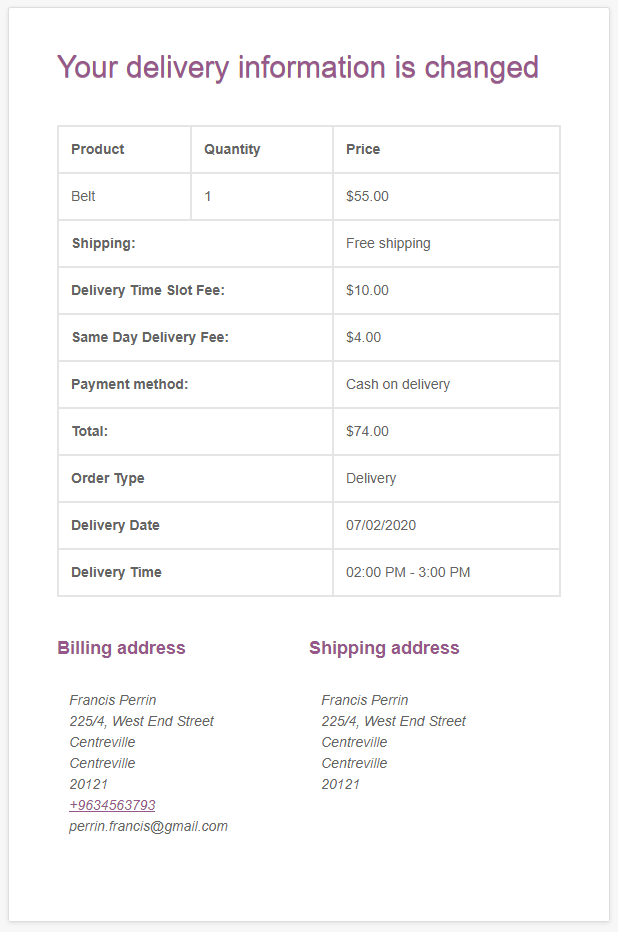 Your delivery information is changed
Product Quantity Price
Belt 1 $55.00
Shipping: Free shipping
Delivery Time Slot Fee: $10.00
Same Day Delivery Fee: $4.00
Payment method: Cash on delivery
Total: $74.00
Order Type Delivery
Delivery Date 07/02/2020
Delivery Time 02:00 PM - 3:00 PM
Billing address
Francis Perrin
225/4, West End Street
Centreville
Centreville
20121
+9634563793
perrin.francis@gmail.com
Shipping address
Francis Perrin
225/4, West End Street
Centreville
Centreville
20121